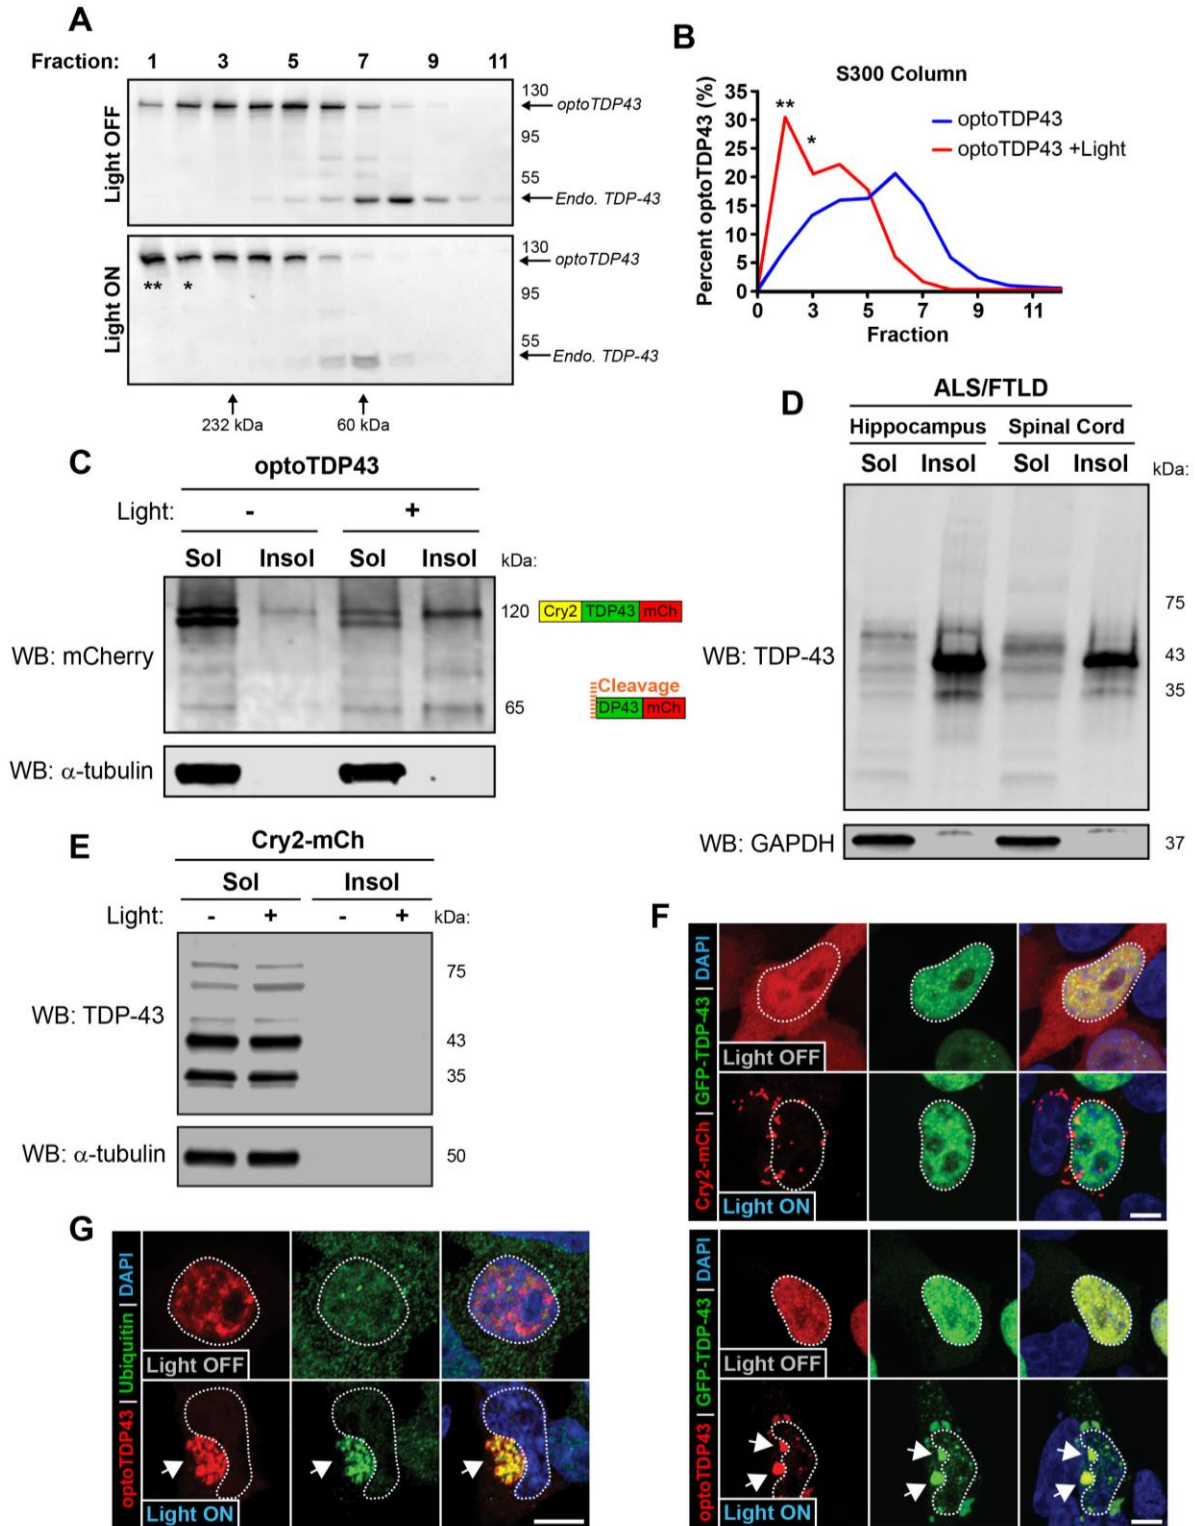 A
Fraction: 1 3 5 7 9 11
Light OFF
130
optoTDP43
95
55
Endo. TDP-43
Light ON
130
optoTDP43
** *
95
55
Endo. TDP-43
232 kDa 60 kDa
B
S300 Column
Percent optoTDP43 (%)
35
30
25
20
15
10
5
0
**
*
optoTDP43
optoTDP43 +Light
0 3 5 7 9 11
Fraction
C
optoTDP43
Light: - +
Sol Insol Sol Insol kDa:
WB: mCherry
120
Cry2 TDP43 mCh
Cleavage
65
DP43 mCh
WB: α-tubulin
D
ALS/FTLD
Hippocampus Spinal Cord
Sol Insol Sol Insol kDa:
75
WB: TDP-43
43
35
WB: GAPDH
37
E
Cry2-mCh
Sol Insol
Light: - + - + kDa:
75
WB: TDP-43
43
35
WB: α-tubulin
50
F
Cry2-mCh | GFP-TDP-43 | DAPI
Light OFF
Light ON
optoTDP43 | GFP-TDP-43 | DAPI
Light OFF
Light ON
G
optoTDP43 | Ubiquitin | DAPI
Light OFF
Light ON